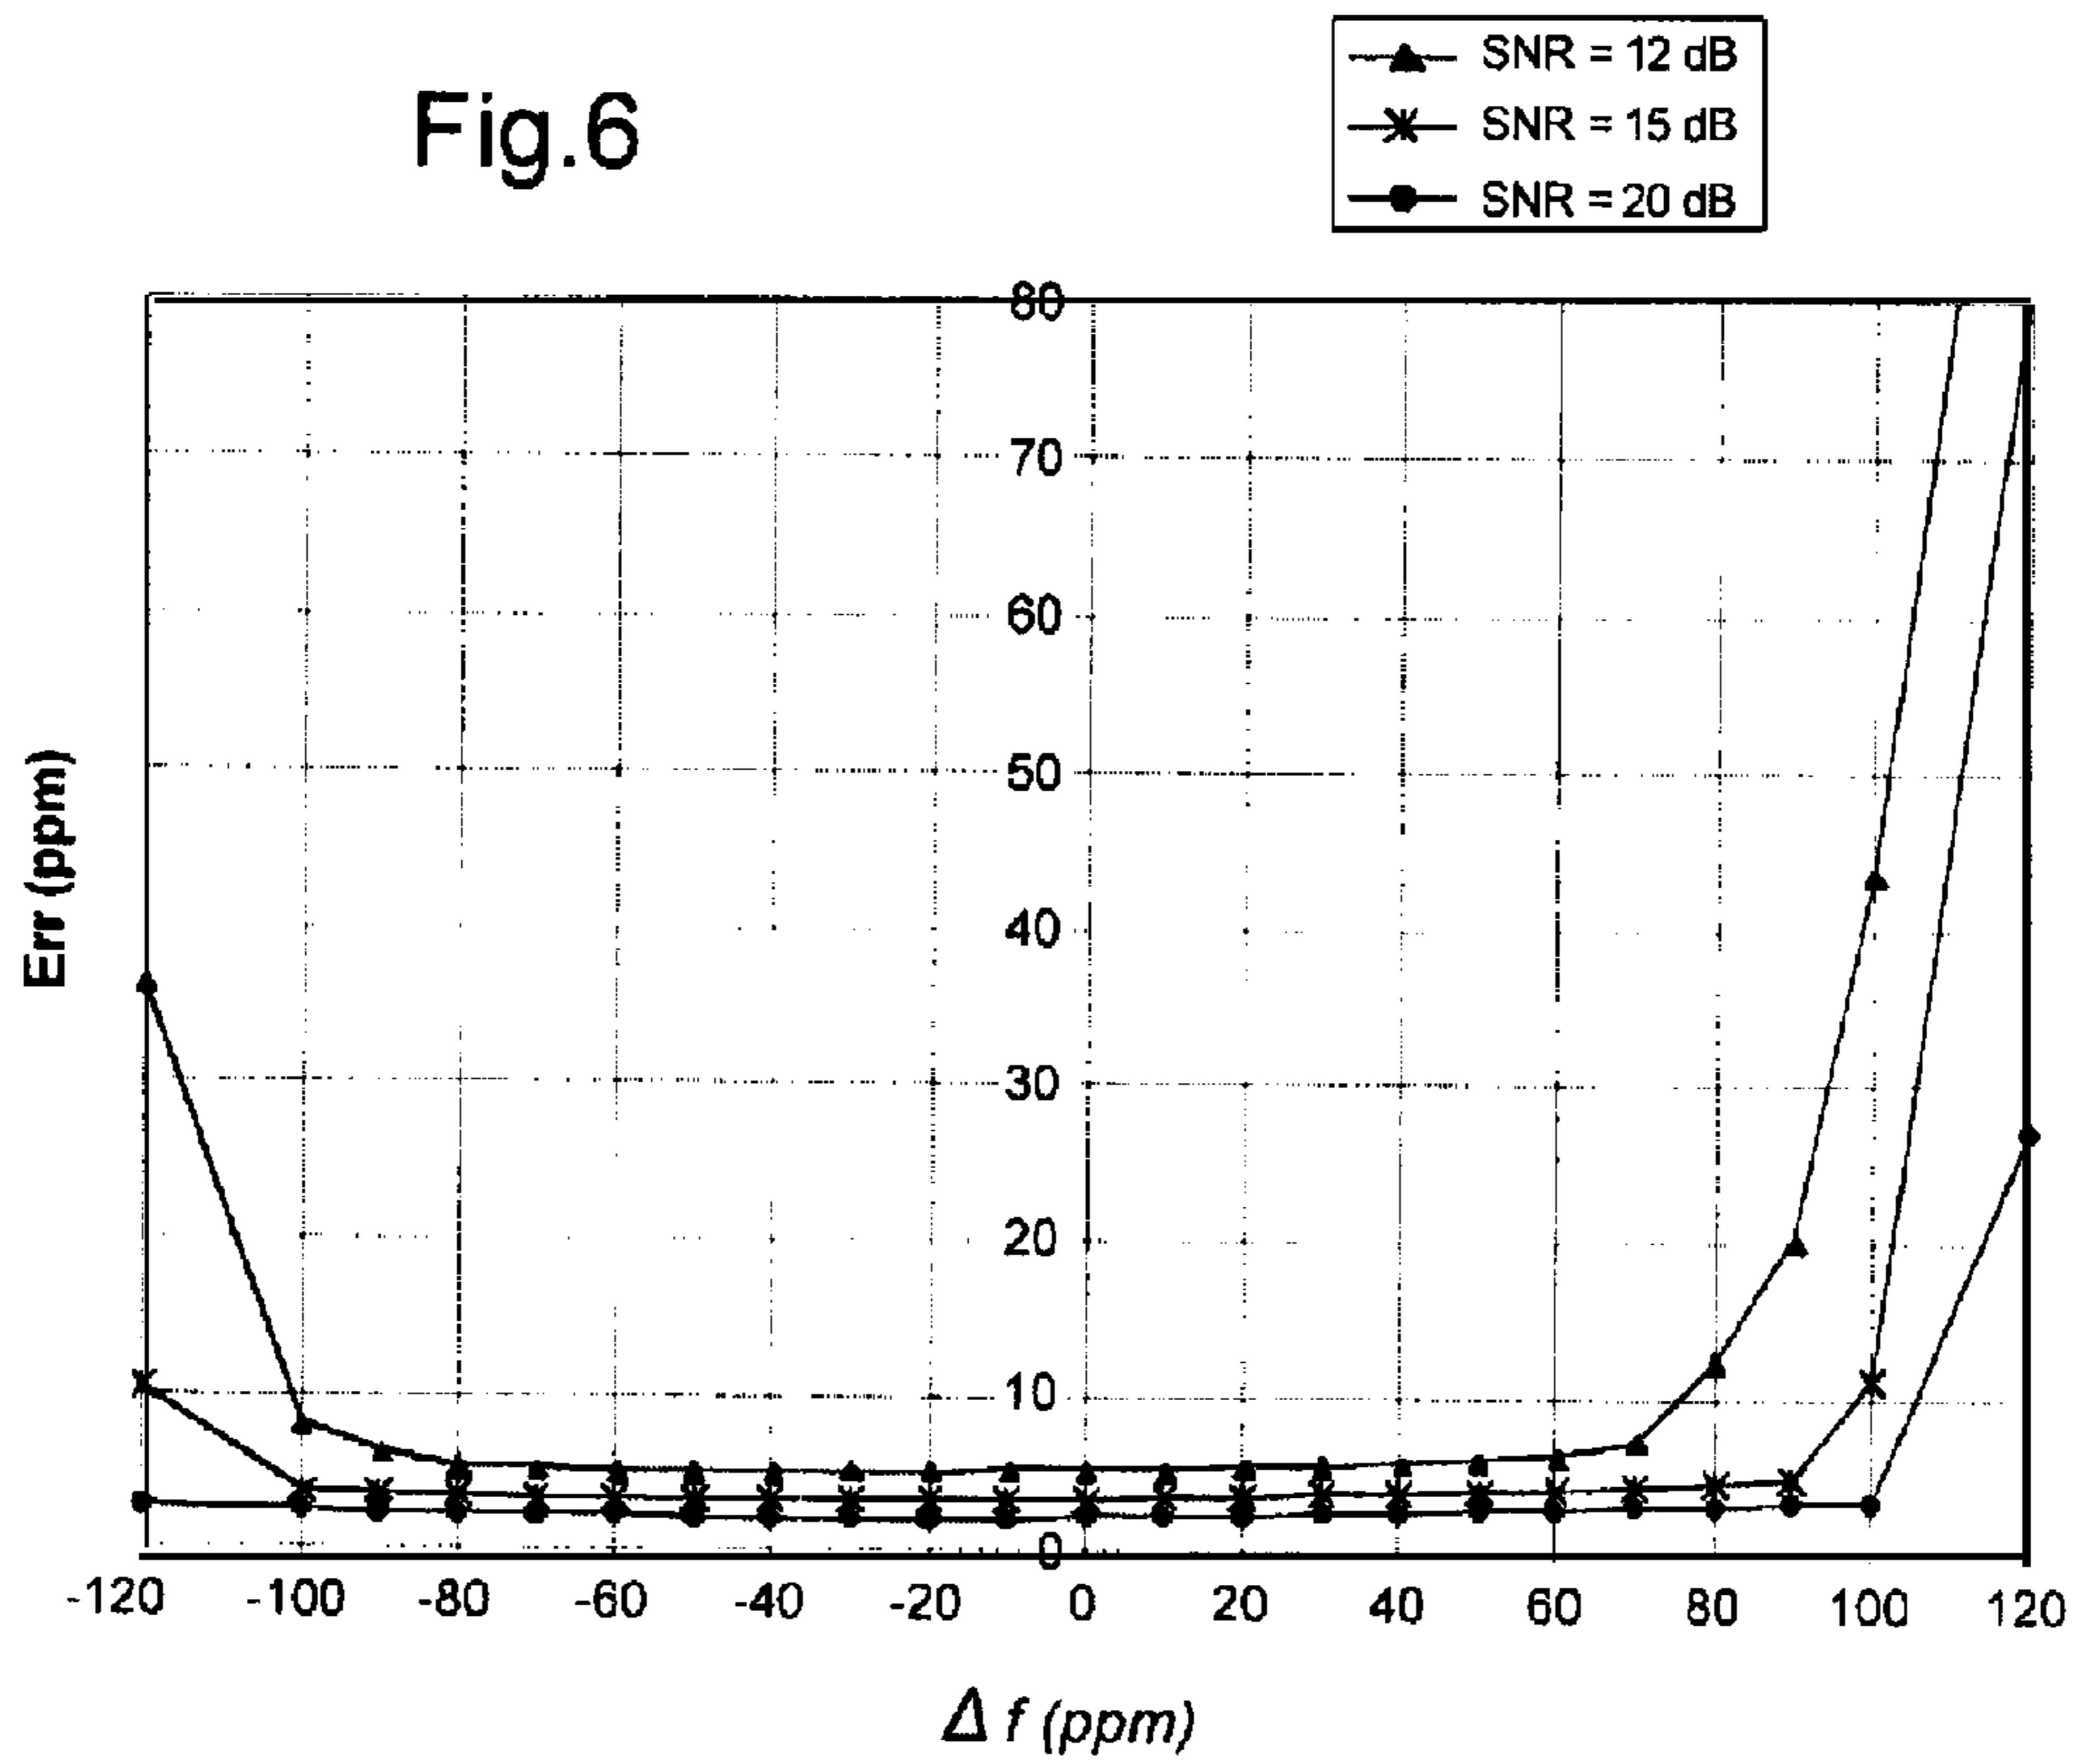 Fig.6
SNR = 12 dB
SNR = 15 dB
SNR = 20 dB
80
70
60
50
40
30
20
10
0
Err (ppm)
-120 -100 -80 -60 -40 -20 0 20 40 60 80 100 120
Δ f (ppm)